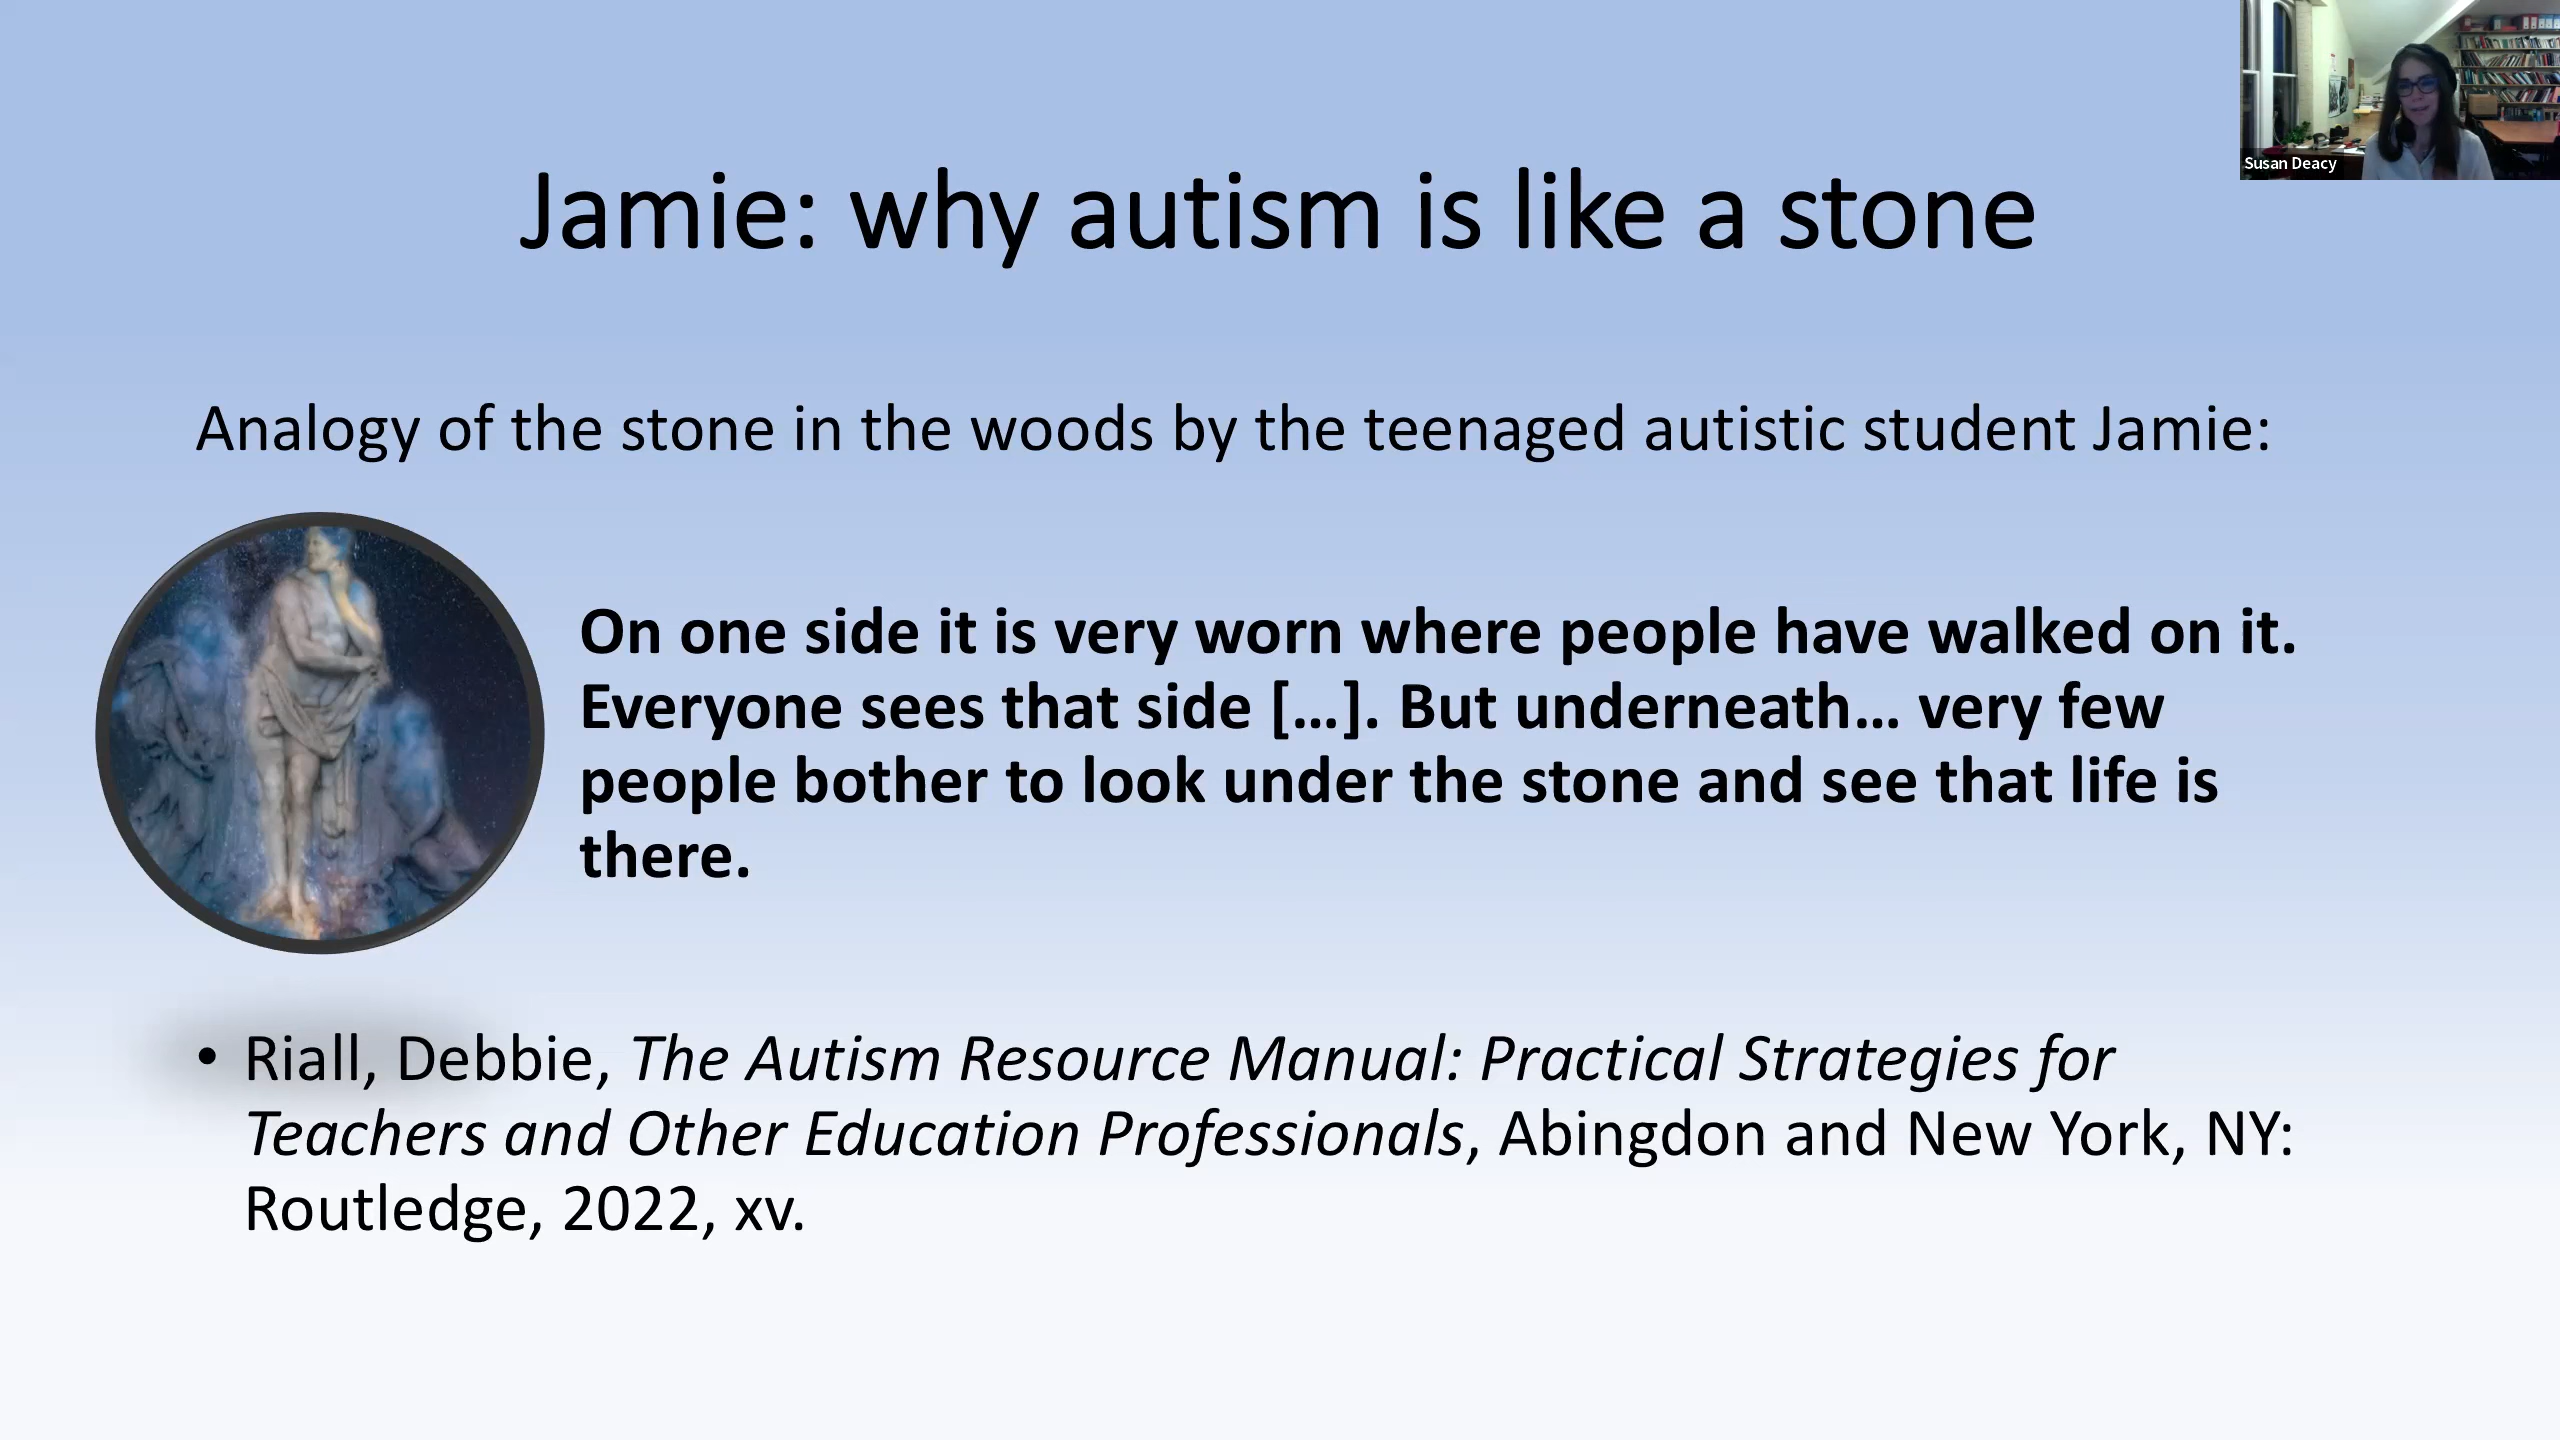 Susan Deacy
Jamie: why autism is like a stone
Analogy of the stone in the woods by the teenaged autistic student Jamie:
On one side it is very worn where people have walked on it.
Everyone sees that side […]. But underneath… very few
people bother to look under the stone and see that life is
there.
• Riall, Debbie, The Autism Resource Manual: Practical Strategies for
Teachers and Other Education Professionals, Abingdon and New York, NY:
Routledge, 2022, xv.